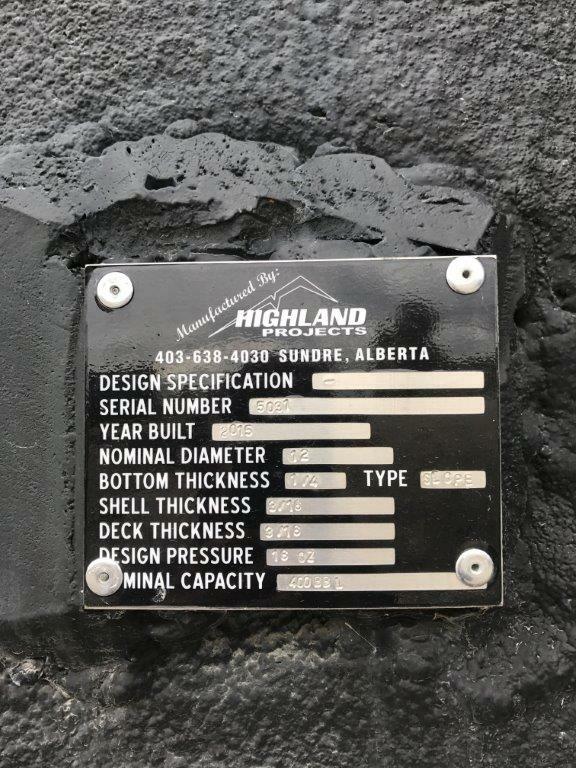 Manufactured By:
HIGHLAND
PROJECTS
403-638-4030 SUNDRE, ALBERTA
DESIGN SPECIFICATION -
SERIAL NUMBER 5031
YEAR BUILT 2015
NOMINAL DIAMETER 12
BOTTOM THICKNESS 1/4 TYPE SLOPE
SHELL THICKNESS 3/16
DECK THICKNESS 3/16
DESIGN PRESSURE 16 OZ
MINAL CAPACITY 400BBL